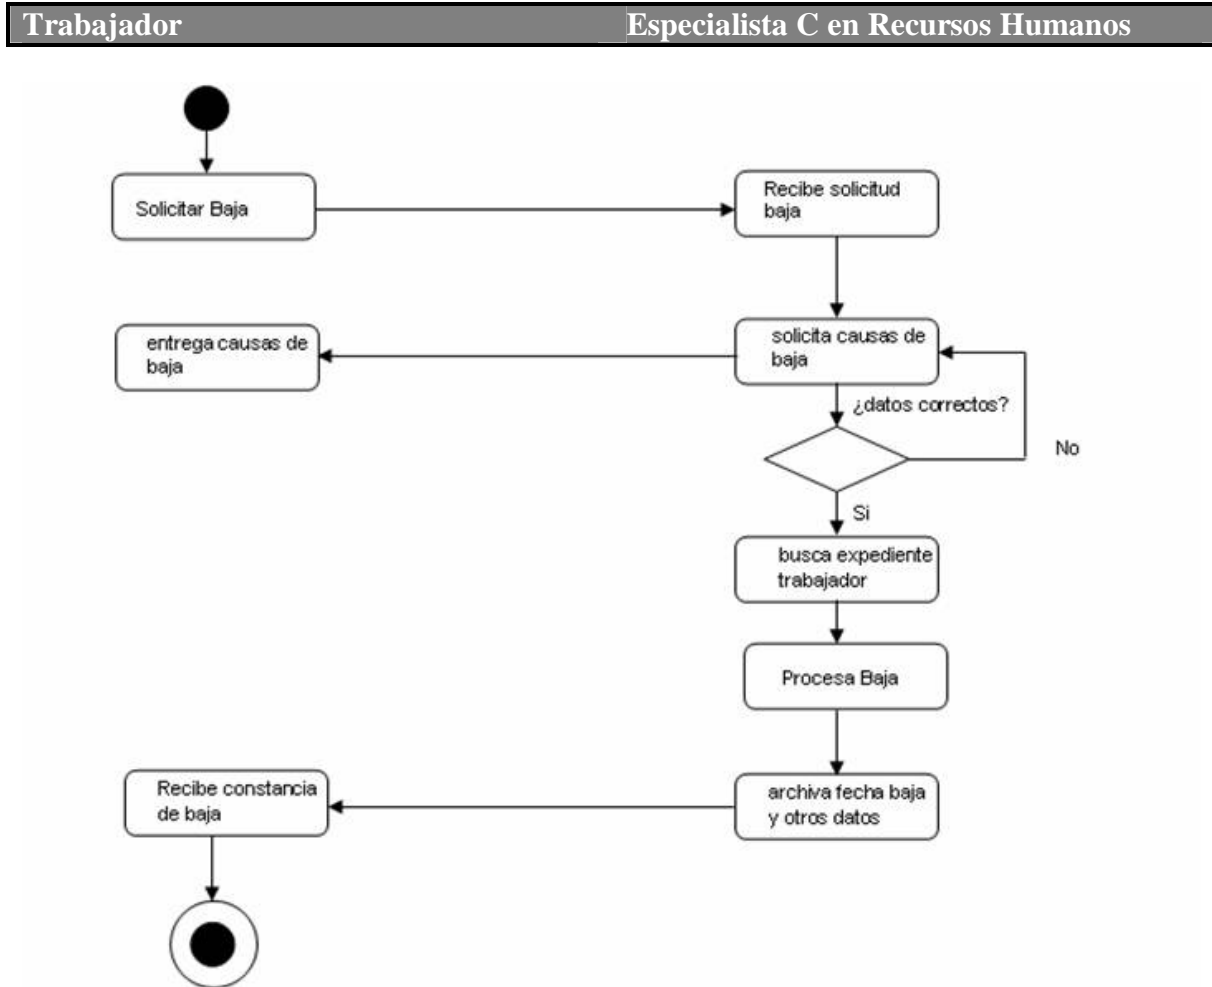 Trabajador
Especialista C en Recursos Humanos
Solicitar Baja
Recibe solicitud
baja
entrega causas de
baja
solicita causas de
baja
¿datos correctos?
No
Si
busca expediente
trabajador
Procesa Baja
Recibe constancia
de baja
archiva fecha baja
y otros datos